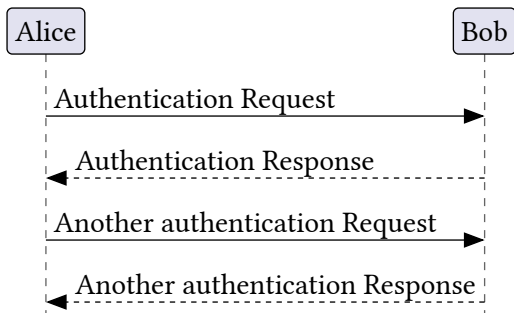 Alice
Bob
Authentication Request
Authentication Response
Another authentication Request
Another authentication Response